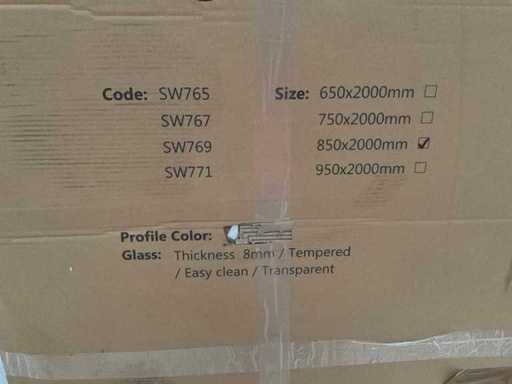 Code: SW765 Size: 650x2000mm
SW767 750x2000mm
SW769 850x2000mm
SW771 950x2000mm
Profile Color:
Glass: Thickness 8mm / Tempered
/ Easy clean / Transparent